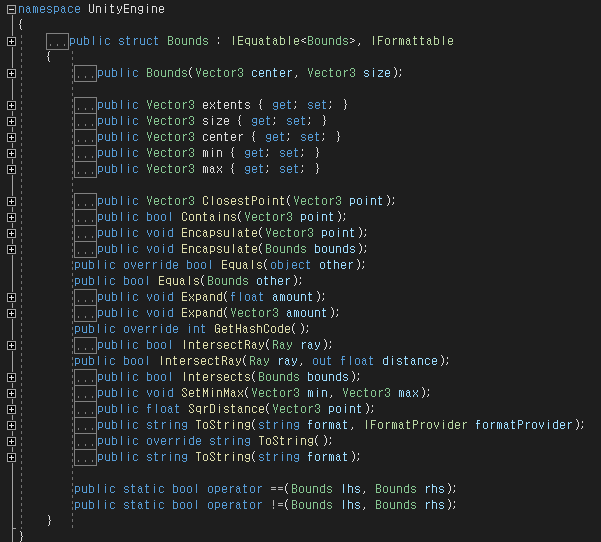 namespace UnityEngine
{
...public struct Bounds : IEquatable<Bounds>, IFormattable
{
...public Bounds(Vector3 center, Vector3 size);
...public Vector3 extents { get; set; }
...public Vector3 size { get; set; }
...public Vector3 center { get; set; }
...public Vector3 min { get; set; }
...public Vector3 max { get; set; }
...public Vector3 ClosestPoint(Vector3 point);
...public bool Contains(Vector3 point);
...public void Encapsulate(Vector3 point);
...public void Encapsulate(Bounds bounds);
public override bool Equals(object other);
public bool Equals(Bounds other);
...public void Expand(float amount);
...public void Expand(Vector3 amount);
public override int GetHashCode();
...public bool IntersectRay(Ray ray);
public bool IntersectRay(Ray ray, out float distance);
...public bool Intersects(Bounds bounds);
...public void SetMinMax(Vector3 min, Vector3 max);
...public float SqrDistance(Vector3 point);
...public string ToString(string format, IFormatProvider formatProvider);
...public override string ToString();
...public string ToString(string format);
public static bool operator ==(Bounds lhs, Bounds rhs);
public static bool operator !=(Bounds lhs, Bounds rhs);
}
}